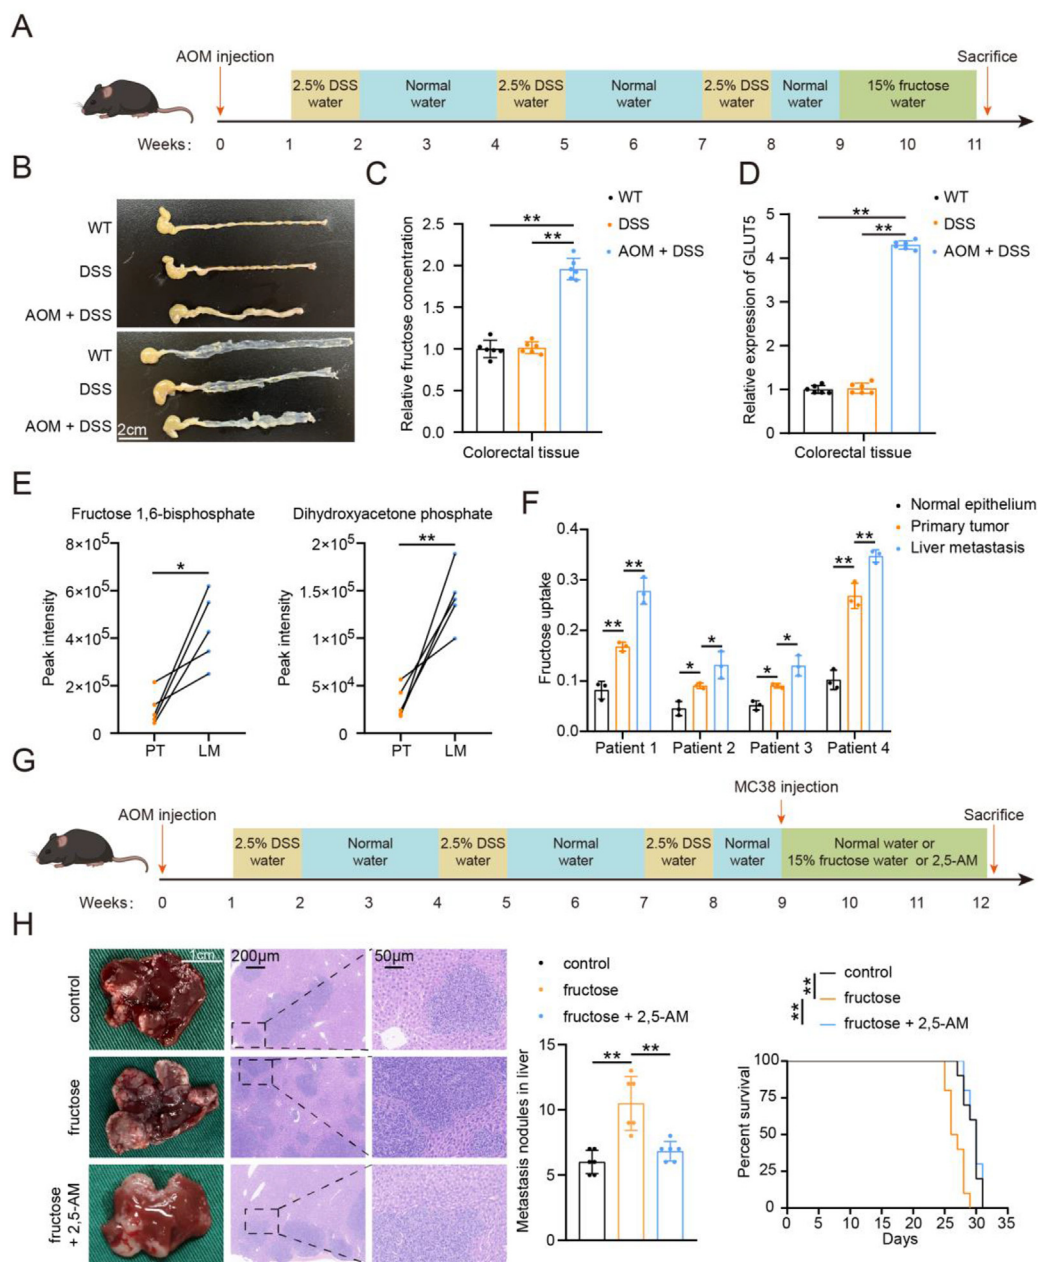 A
AOM injection
Sacrifice
2.5% DSS water
Normal water
2.5% DSS water
Normal water
2.5% DSS water
Normal water
15% fructose water
Weeks: 0 1 2 3 4 5 6 7 8 9 10 11
B
WT
DSS
AOM + DSS
WT
DSS
AOM + DSS
2cm
C
WT
DSS
AOM + DSS
Relative fructose concentration
2.5
2.0
1.5
1.0
0.5
0.0
**
**
Colorectal tissue
D
WT
DSS
AOM + DSS
Relative expression of GLUT5
5
4
3
2
1
0
**
**
Colorectal tissue
E
Fructose 1,6-bisphosphate
Peak intensity
8×10⁵
6×10⁵
4×10⁵
2×10⁵
0
*
PT LM
Dihydroxyacetone phosphate
Peak intensity
2×10⁵
1.5×10⁵
1×10⁵
5×10⁴
0
**
PT LM
F
Normal epithelium
Primary tumor
Liver metastasis
Fructose uptake
0.4
0.3
0.2
0.1
0.0
** **
* *
* *
** **
Patient 1 Patient 2 Patient 3 Patient 4
G
AOM injection
MC38 injection
Sacrifice
2.5% DSS water
Normal water
2.5% DSS water
Normal water
2.5% DSS water
Normal water
Normal water or
15% fructose water or 2,5-AM
Weeks: 0 1 2 3 4 5 6 7 8 9 10 11 12
H
1cm
200μm
50μm
control
fructose
fructose + 2,5-AM
control
fructose
fructose + 2,5-AM
Metastasis nodules in liver
15
10
5
0
** **
control
fructose
fructose + 2,5-AM
**
**
Percent survival
100
75
50
25
0
0 5 10 15 20 25 30 35
Days